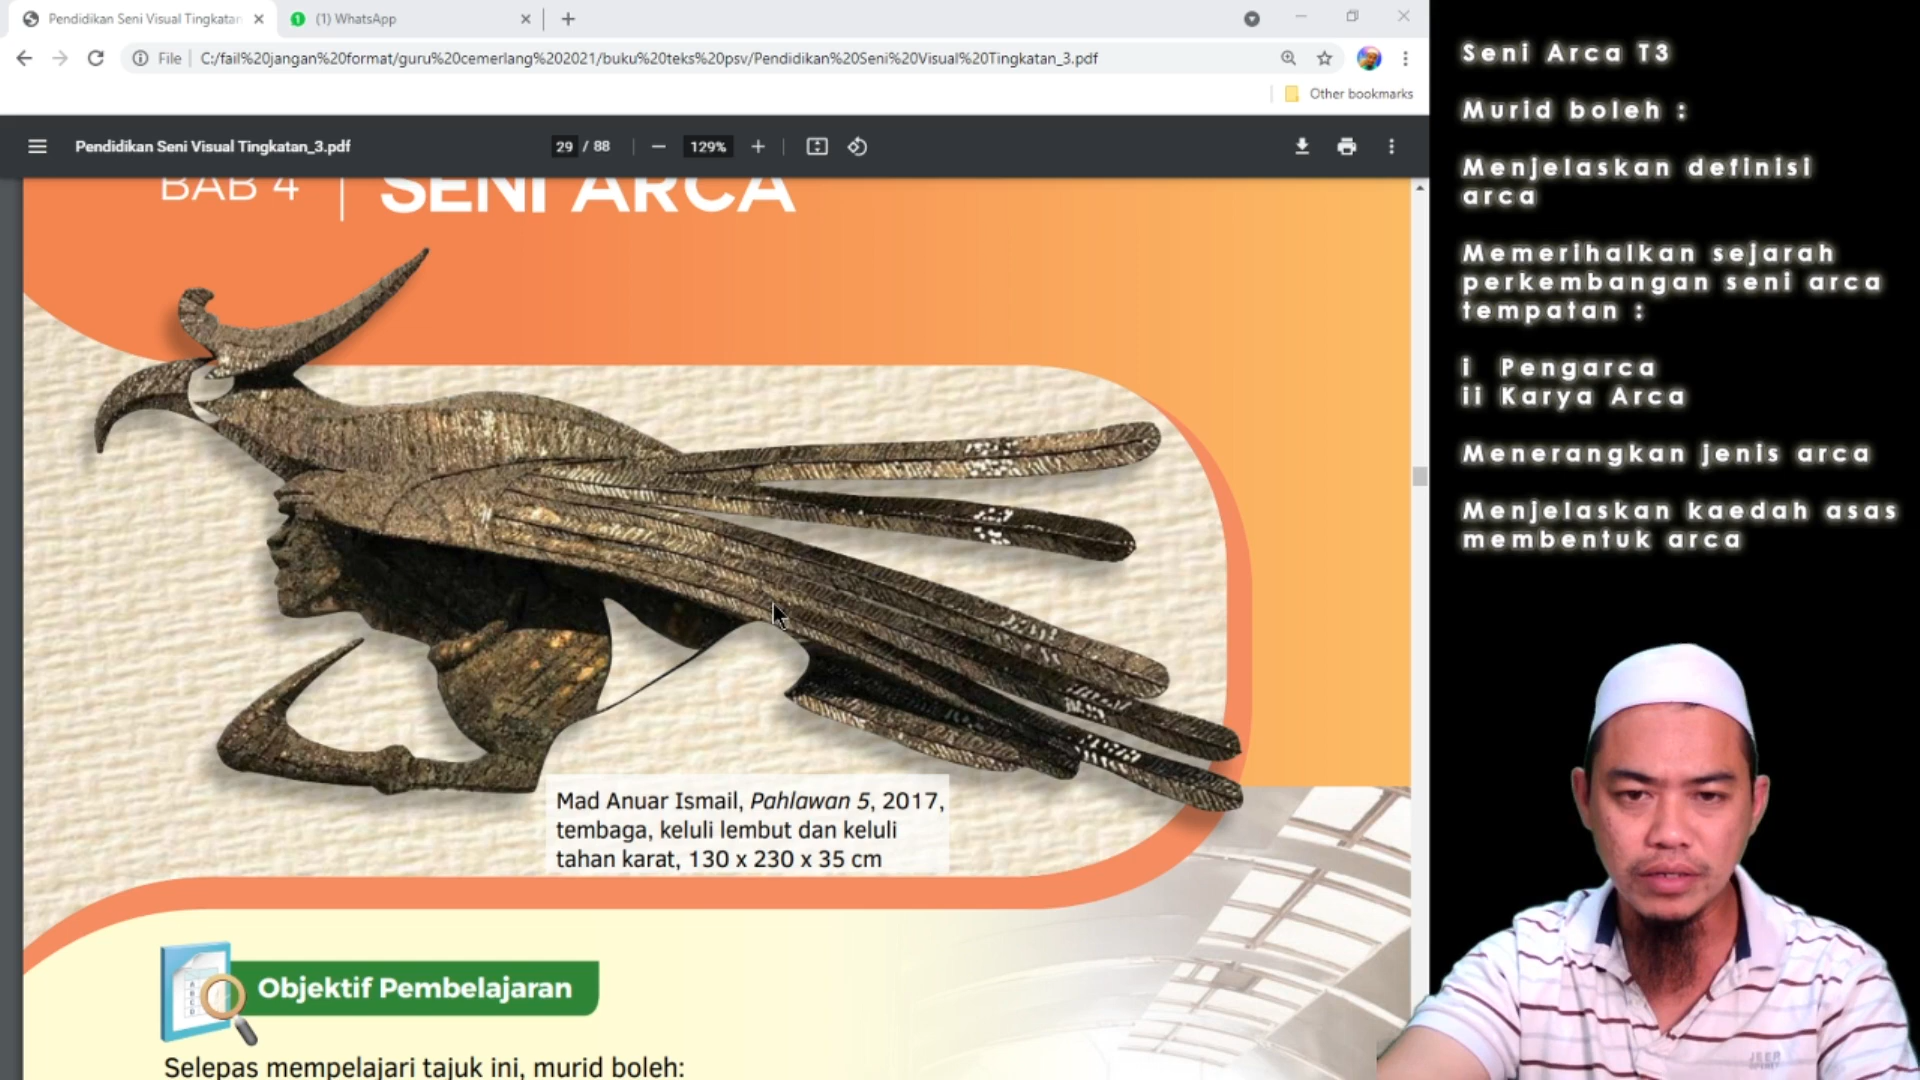 Pendidikan Seni Visual Tingkatan
(1) WhatsApp
File
C:/fail%20jangan%20format/guru%20cemerlang%202021/buku%20teks%20psv/Pendidikan%20Seni%20Visual%20Tingkatan_3.pdf
Other bookmarks
Pendidikan Seni Visual Tingkatan_3.pdf
29 / 88
129%
BAB 4 | SENI ARCA
Mad Anuar Ismail, Pahlawan 5, 2017,
tembaga, keluli lembut dan keluli
tahan karat, 130 x 230 x 35 cm
Objektif Pembelajaran
Selepas mempelajari tajuk ini, murid boleh:
Seni Arca T3
Murid boleh :
Menjelaskan definisi
arca
Memerihalkan sejarah
perkembangan seni arca
tempatan :
i Pengarca
ii Karya Arca
Menerangkan jenis arca
Menjelaskan kaedah asas
membentuk arca